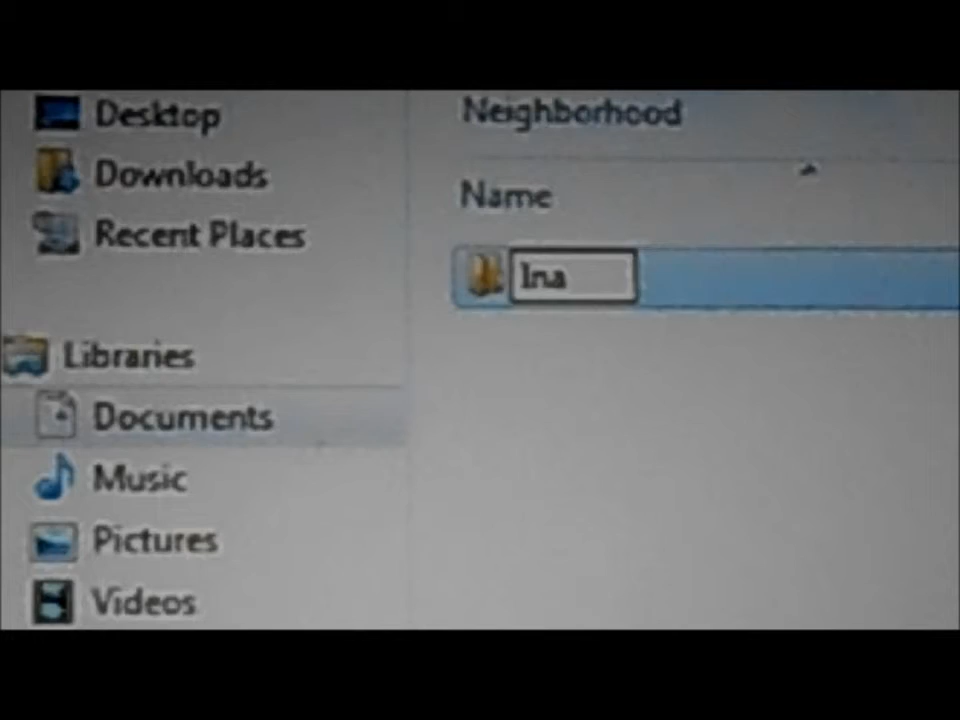 Desktop
Downloads
Recent Places
Libraries
Documents
Music
Pictures
Videos
Neighborhood
Name
Ina